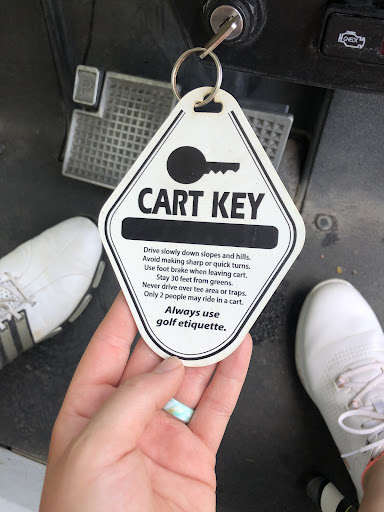 CHECK
CART KEY
Drive slowly down slopes and hills.
Avoid making sharp or quick turns.
Use foot brake when leaving cart.
Stay 30 feet from greens.
Never drive over tee area or traps.
Only 2 people may ride in a cart.
Always use
golf etiquette.